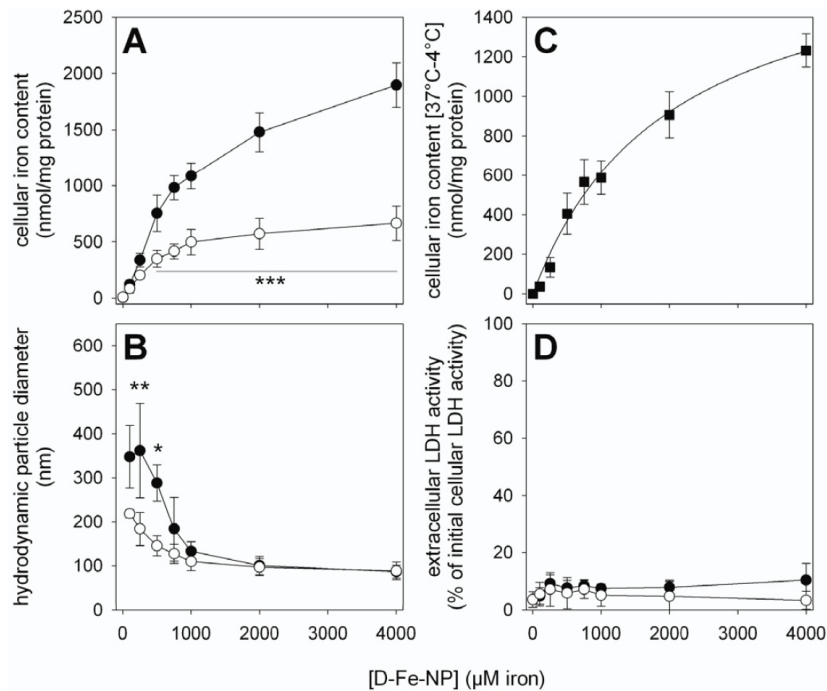 A
2500
2000
1500
1000
500
0
cellular iron content
(nmol/mg protein)
***
C
1400
1200
1000
800
600
400
200
0
cellular iron content [37°C-4°C]
(nmol/mg protein)
B
600
500
400
300
200
100
0
hydrodynamic particle diameter
(nm)
**
*
0 1000 2000 3000 4000
D
100
80
60
40
20
0
extracellular LDH activity
(% of initial cellular LDH activity)
0 1000 2000 3000 4000
[D-Fe-NP] (µM iron)